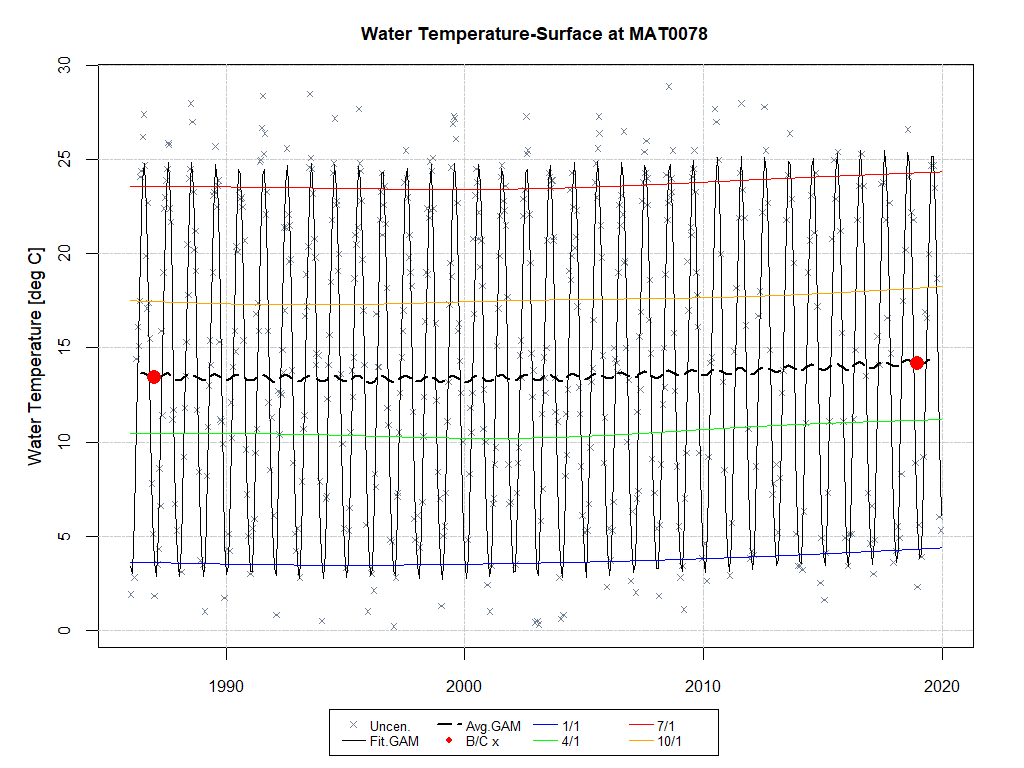 Water Temperature-Surface at MAT0078
Water Temperature [deg C]
30
25
20
15
10
5
0
1990 2000 2010 2020
Uncen. Avg.GAM 1/1 7/1
Fit.GAM B/C x 4/1 10/1